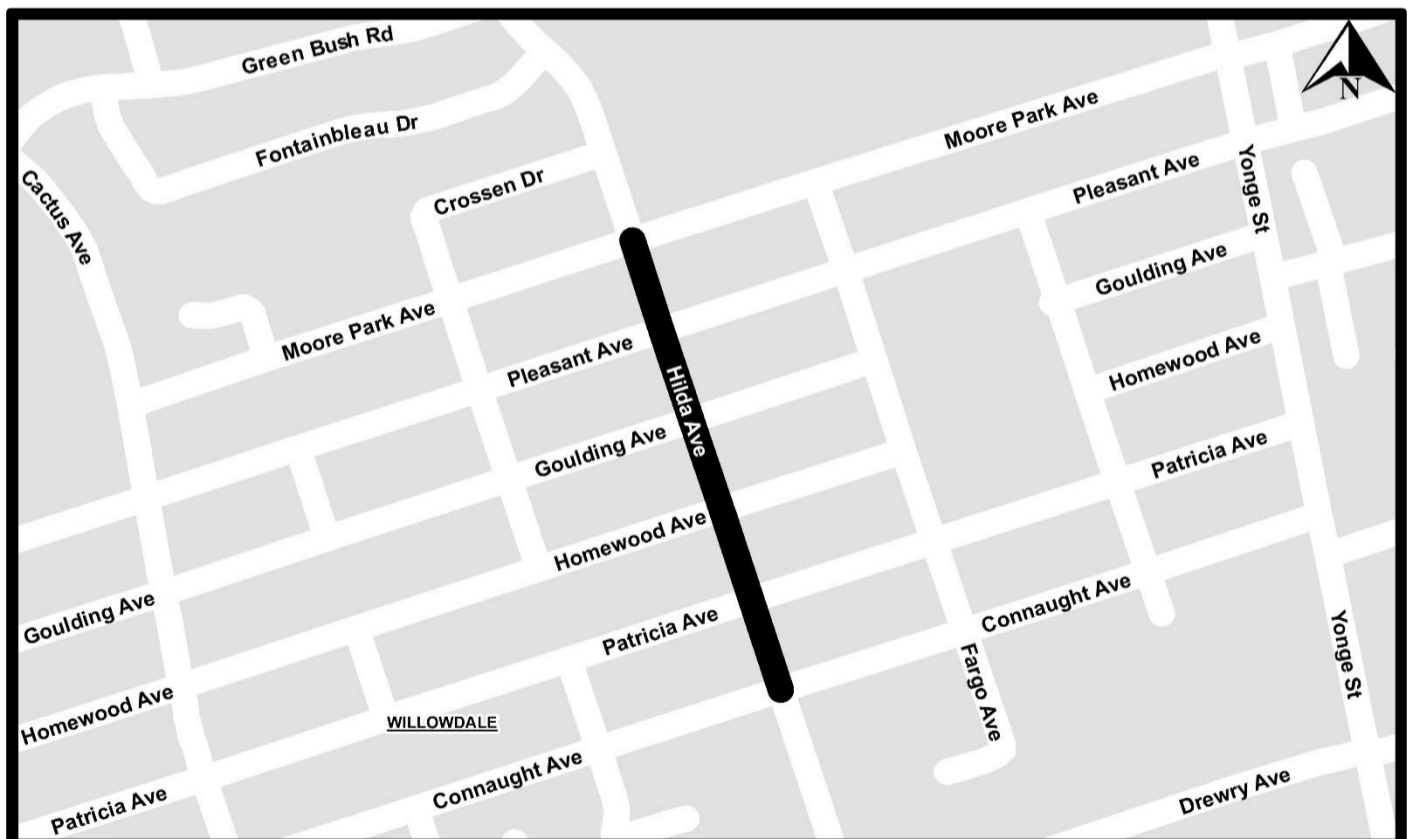 Green Bush Rd
Moore Park Ave
N
Fontainbleau Dr
Yonge St
Pleasant Ave
Cactus Ave
Crossen Dr
Goulding Ave
Moore Park Ave
Pleasant Ave
Homewood Ave
Hilda Ave
Goulding Ave
Patricia Ave
Homewood Ave
Goulding Ave
Connaught Ave
Patricia Ave
Yonge St
Fargo Ave
Homewood Ave
WILLOWDALE
Connaught Ave
Drewry Ave
Patricia Ave